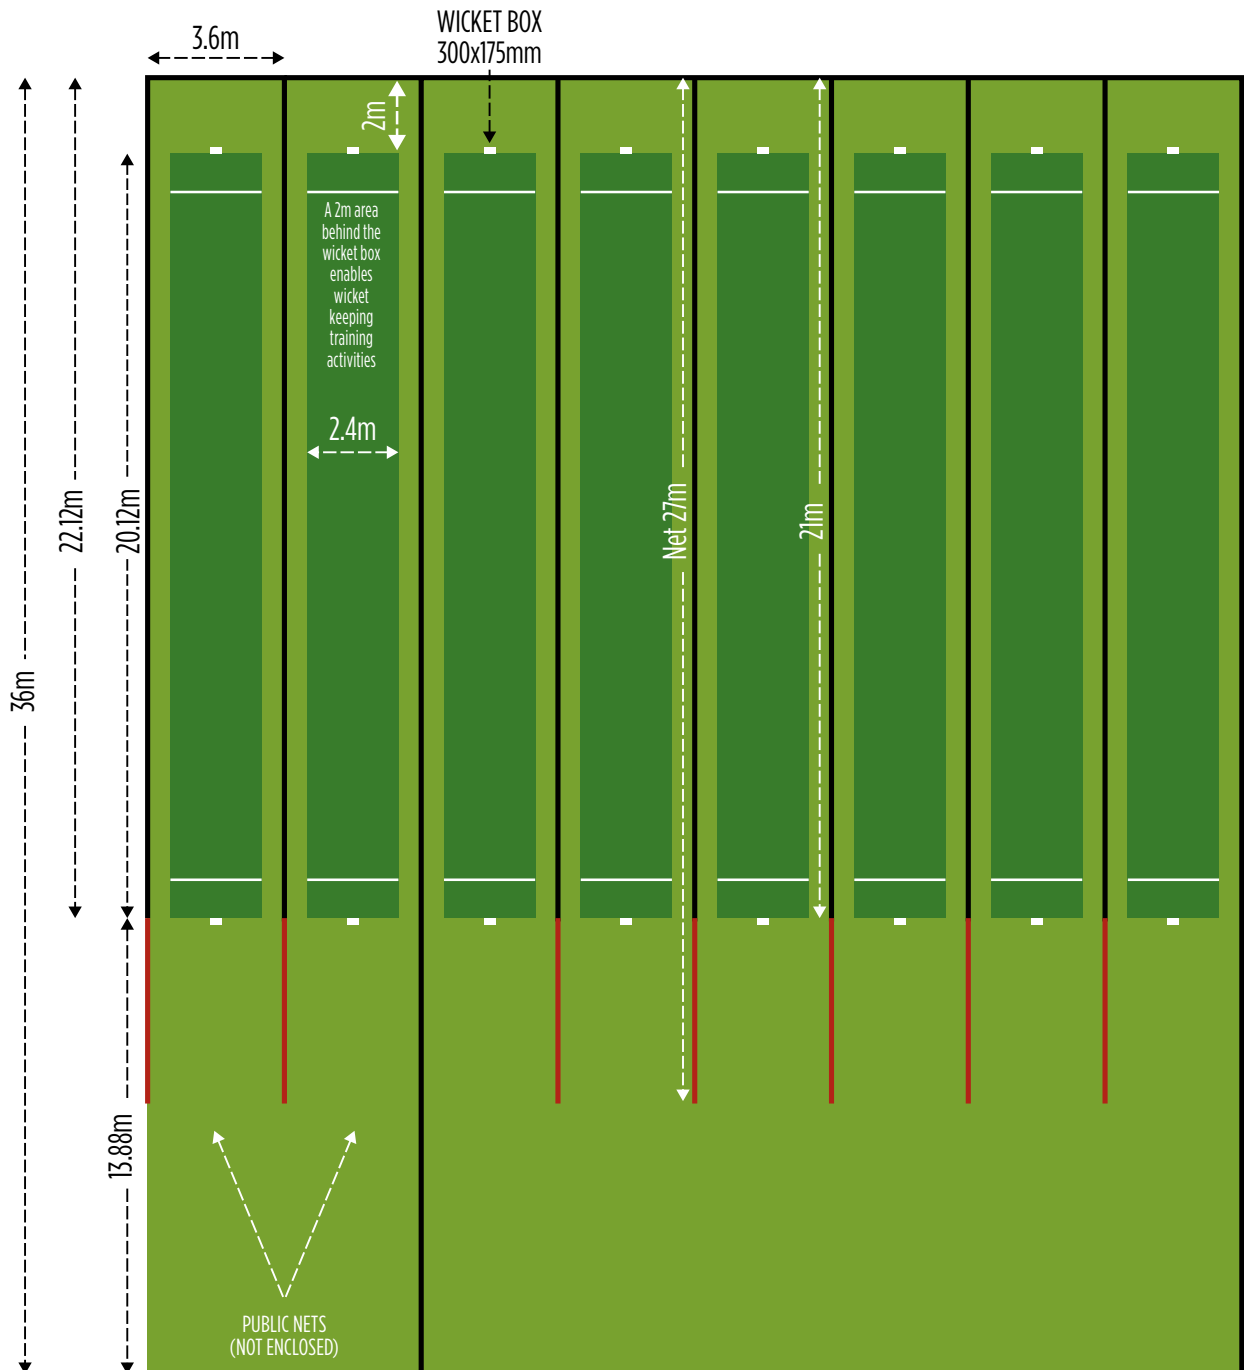 WICKET BOX
300x175mm
3.6m
2m
A 2m area
behind the
wicket box
enables
wicket
keeping
training
activities
2.4m
22.12m
20.12m
Net 27m
21m
36m
13.88m
PUBLIC NETS
(NOT ENCLOSED)